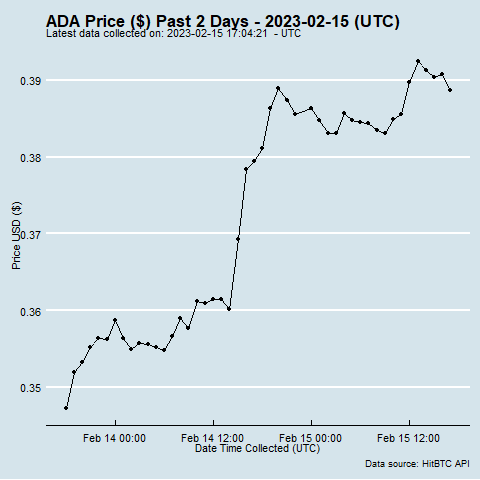 ADA Price ($) Past 2 Days - 2023-02-15 (UTC)
Latest data collected on: 2023-02-15 17:04:21  - UTC
0.39
0.38
0.37
0.36
0.35
Price USD ($)
Feb 14 00:00
Feb 14 12:00
Feb 15 00:00
Feb 15 12:00
Date Time Collected (UTC)
Data source: HitBTC API